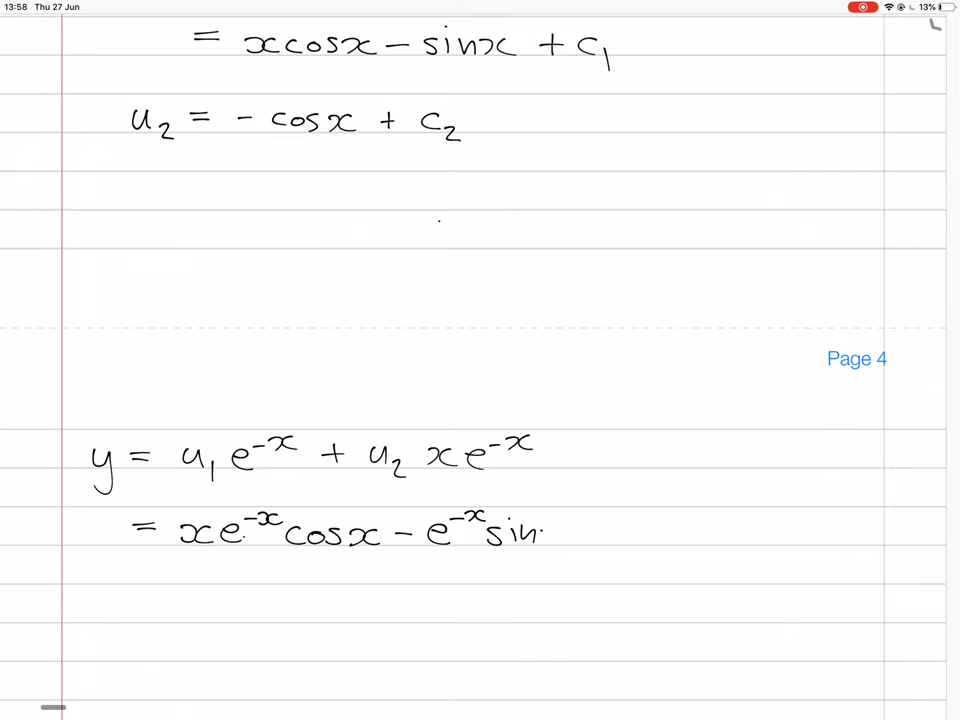 13:58 Thu 27 Jun 13%
= x cos x − sin x + c₁
u₂ = − cos x + c₂
Page 4
y = u₁ e⁻ˣ + u₂ x e⁻ˣ
= x e⁻ˣ cos x − e⁻ˣ sin